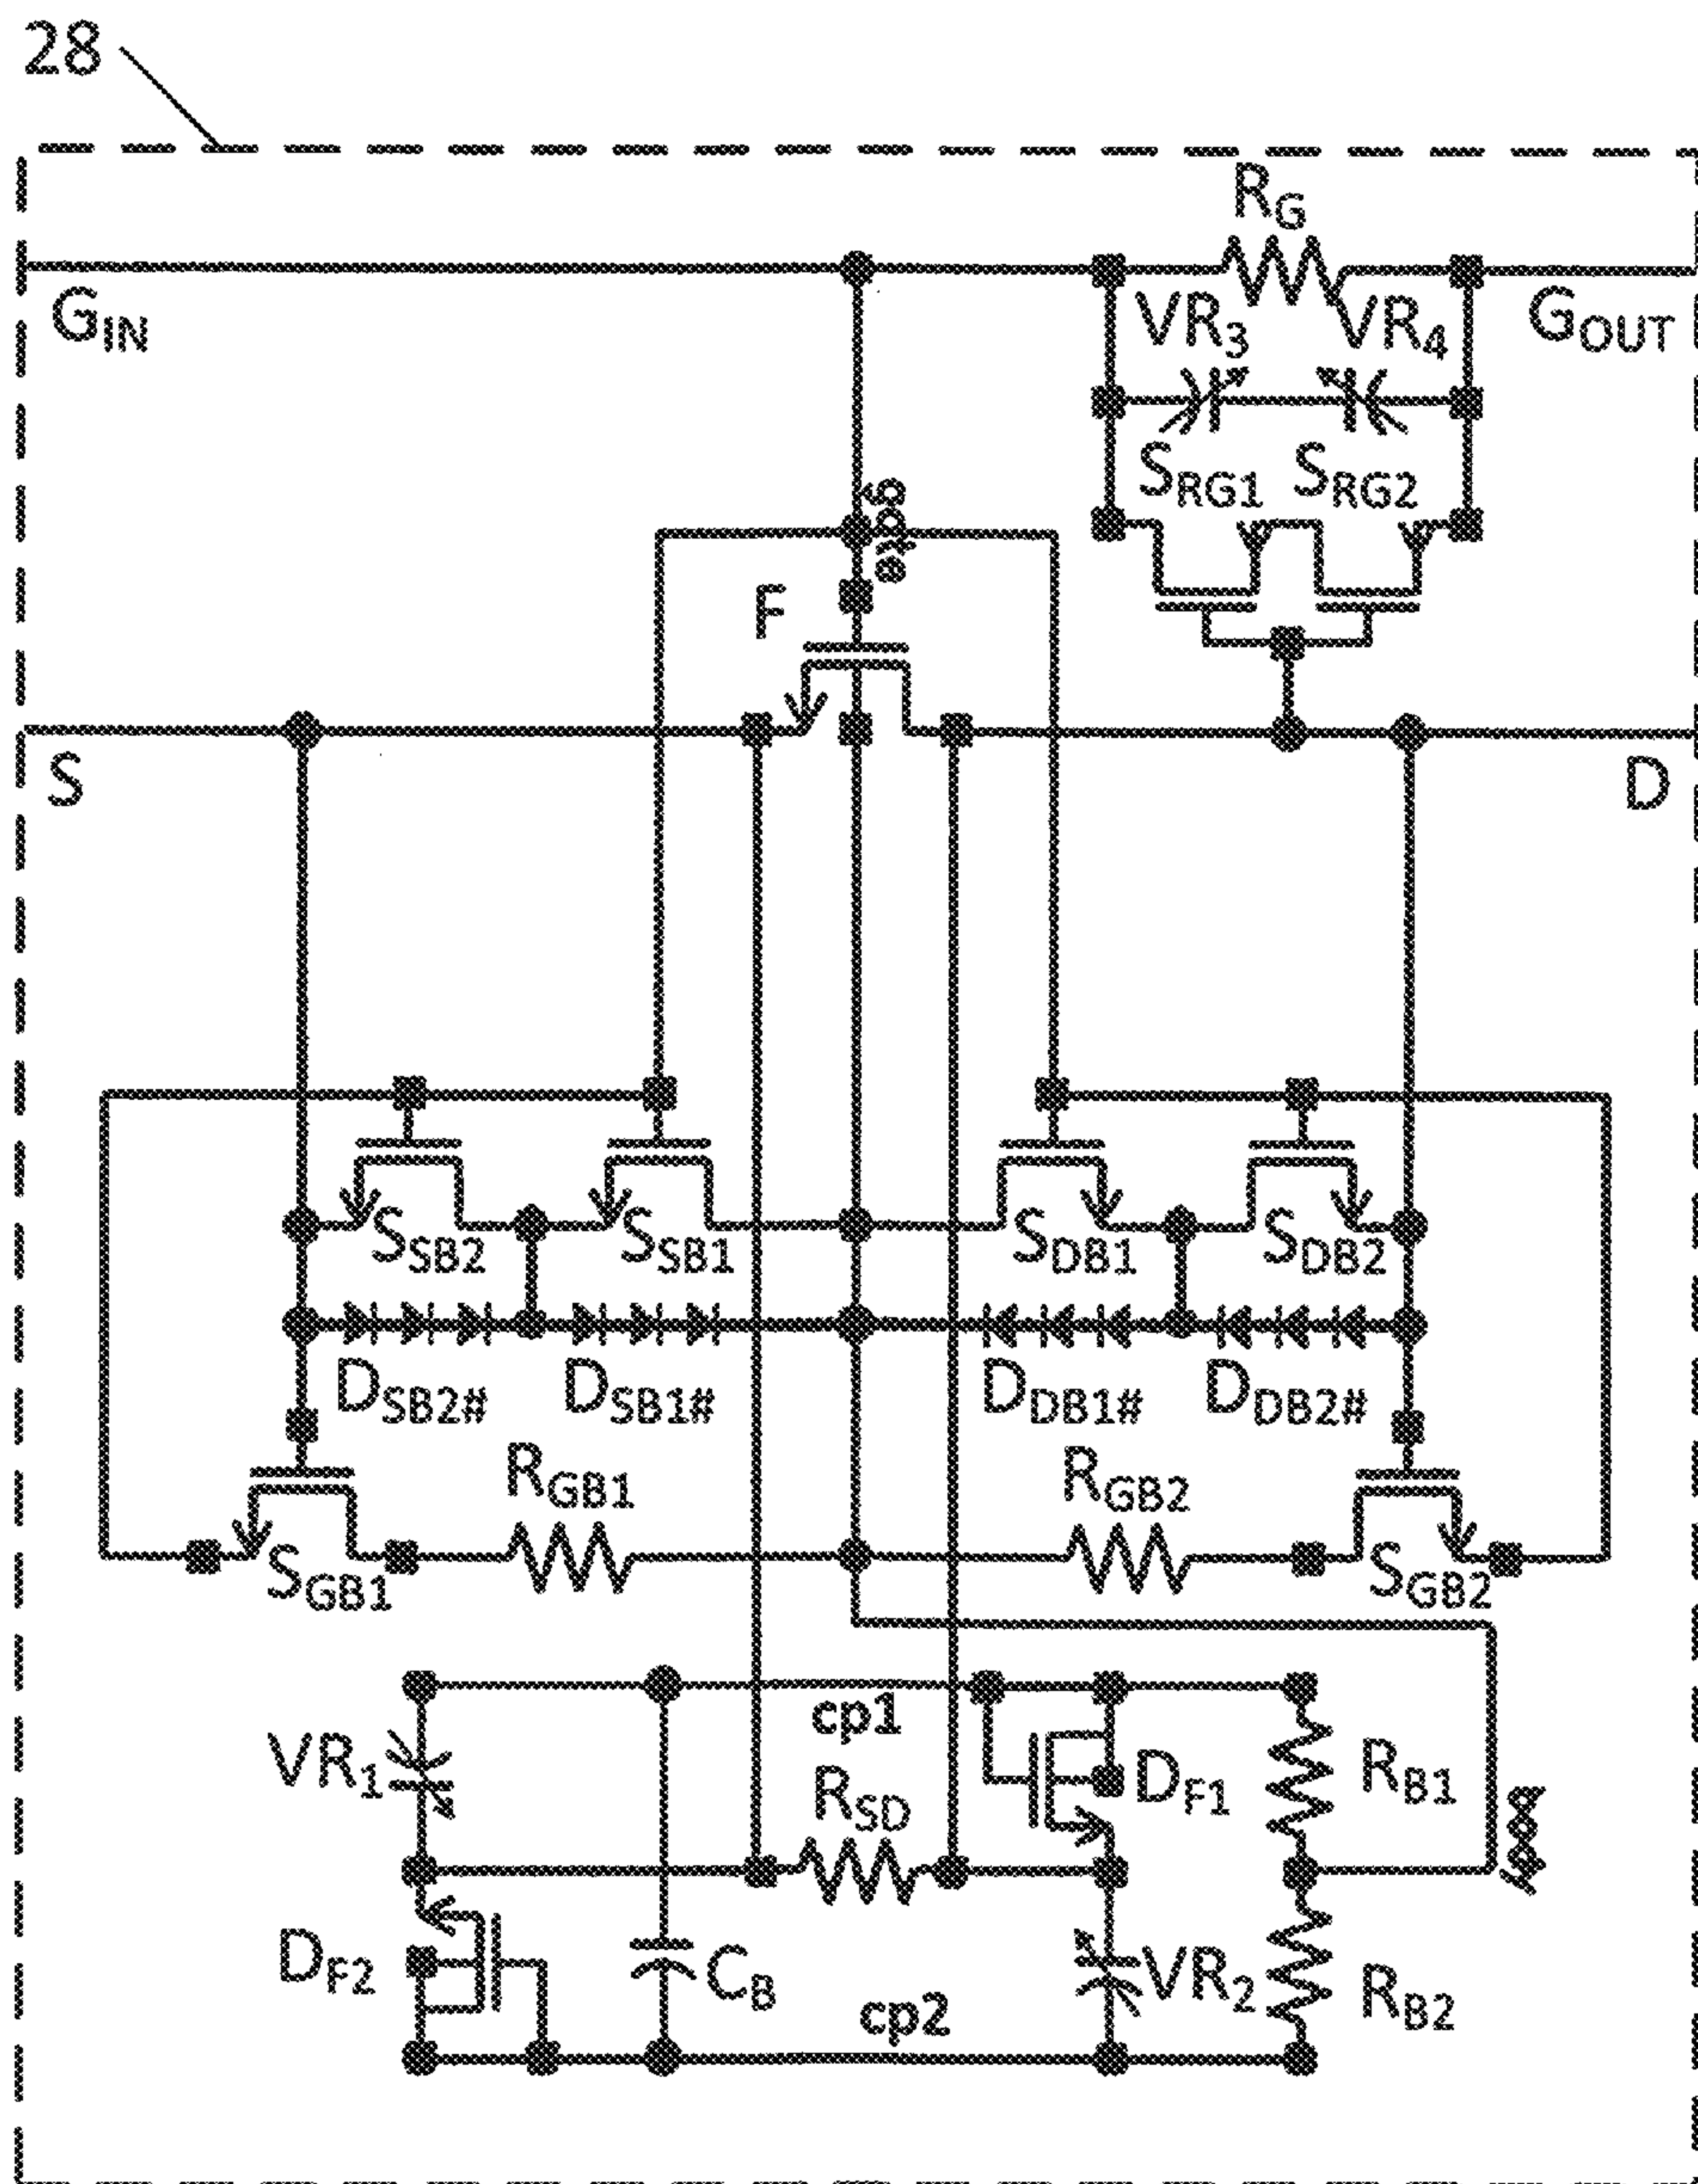 28
RG
GIN
VR3
VR4
GOUT
SRG1
SRG2
gate
F
S
D
SSB2
SSB1
SDB1
SDB2
DSB2#
DSB1#
DDB1#
DDB2#
RGB1
RGB2
SGB1
SGB2
cp1
VR1
RSD
DF1
RB1
DF2
CB
cp2
VR2
RB2